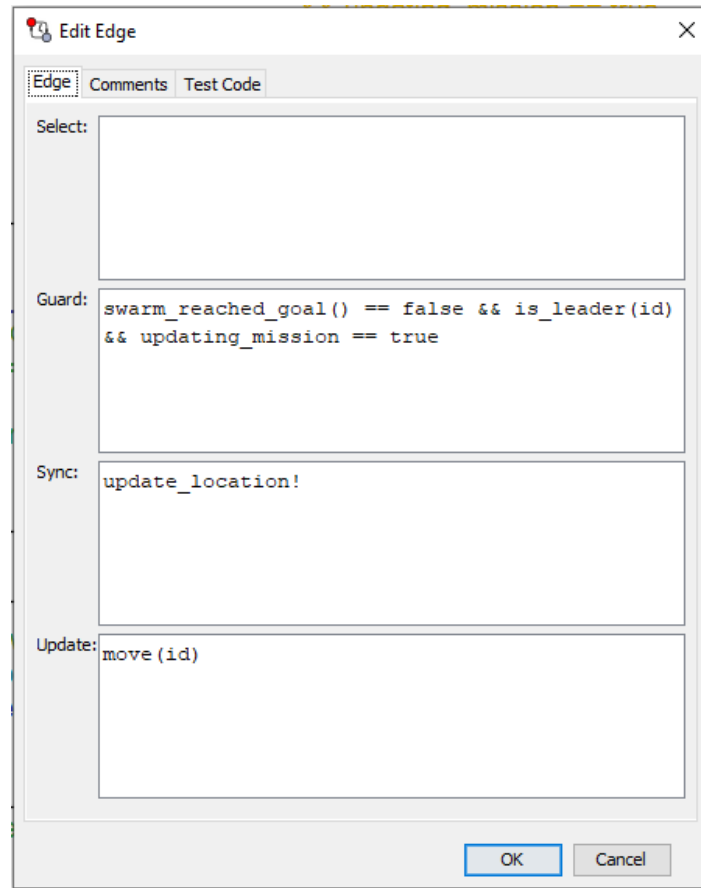 Edit Edge
Edge Comments Test Code
Select:
Guard:
swarm_reached_goal() == false && is_leader(id)
&& updating_mission == true
Sync:
update_location!
Update:
move(id)
OK Cancel